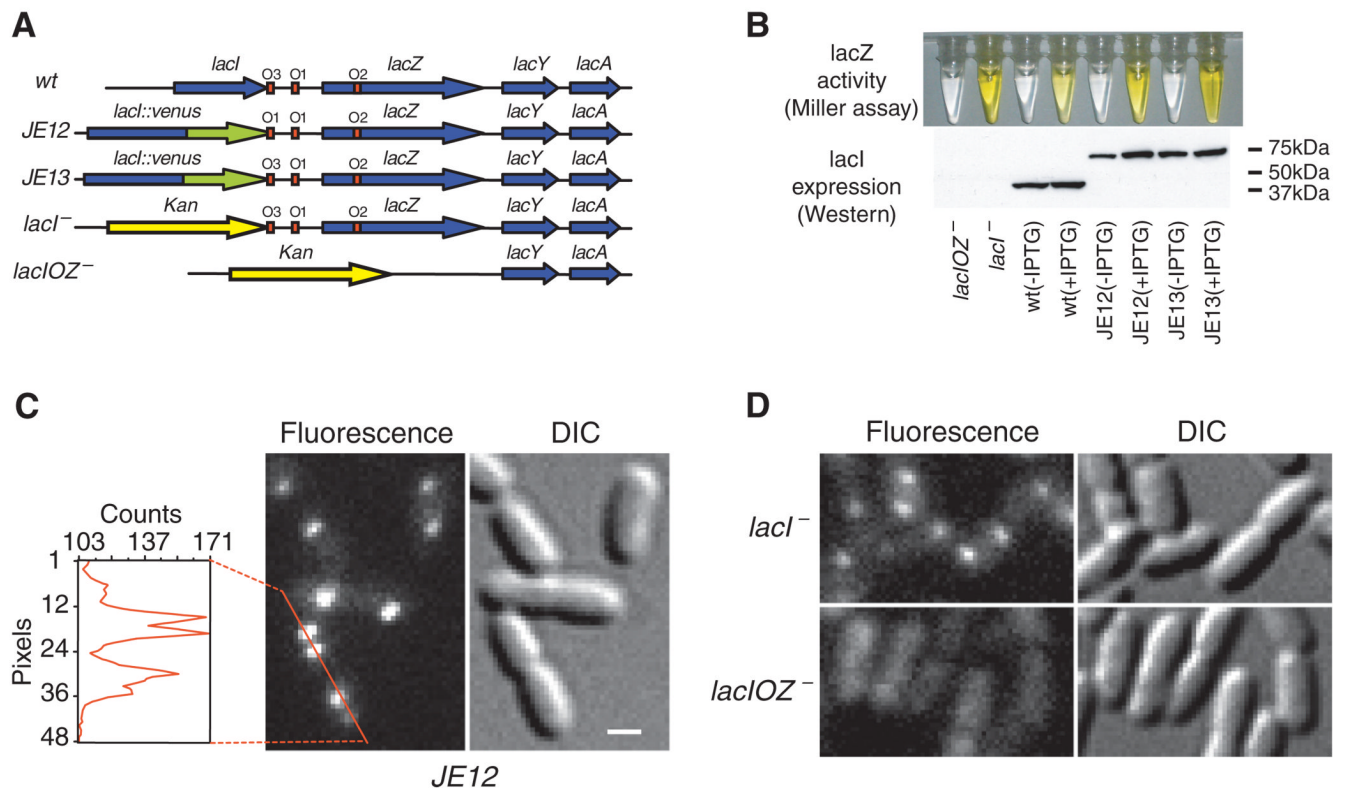 A
wt
lacI
O3 O1
O2
lacZ
lacY
lacA
JE12
lacI::venus
O1 O1
O2
lacZ
lacY
lacA
JE13
lacI::venus
O3 O1
O2
lacZ
lacY
lacA
lacI⁻
Kan
O3 O1
O2
lacZ
lacY
lacA
lacIOZ⁻
Kan
lacY
lacA
B
lacZ
activity
(Miller assay)
lacI
expression
(Western)
75kDa
50kDa
37kDa
lacIOZ⁻
lacI⁻
wt(-IPTG)
wt(+IPTG)
JE12(-IPTG)
JE12(+IPTG)
JE13(-IPTG)
JE13(+IPTG)
C
Fluorescence
DIC
Counts
103 137 171
1
12
24
36
48
Pixels
JE12
D
Fluorescence
DIC
lacI⁻
lacIOZ⁻